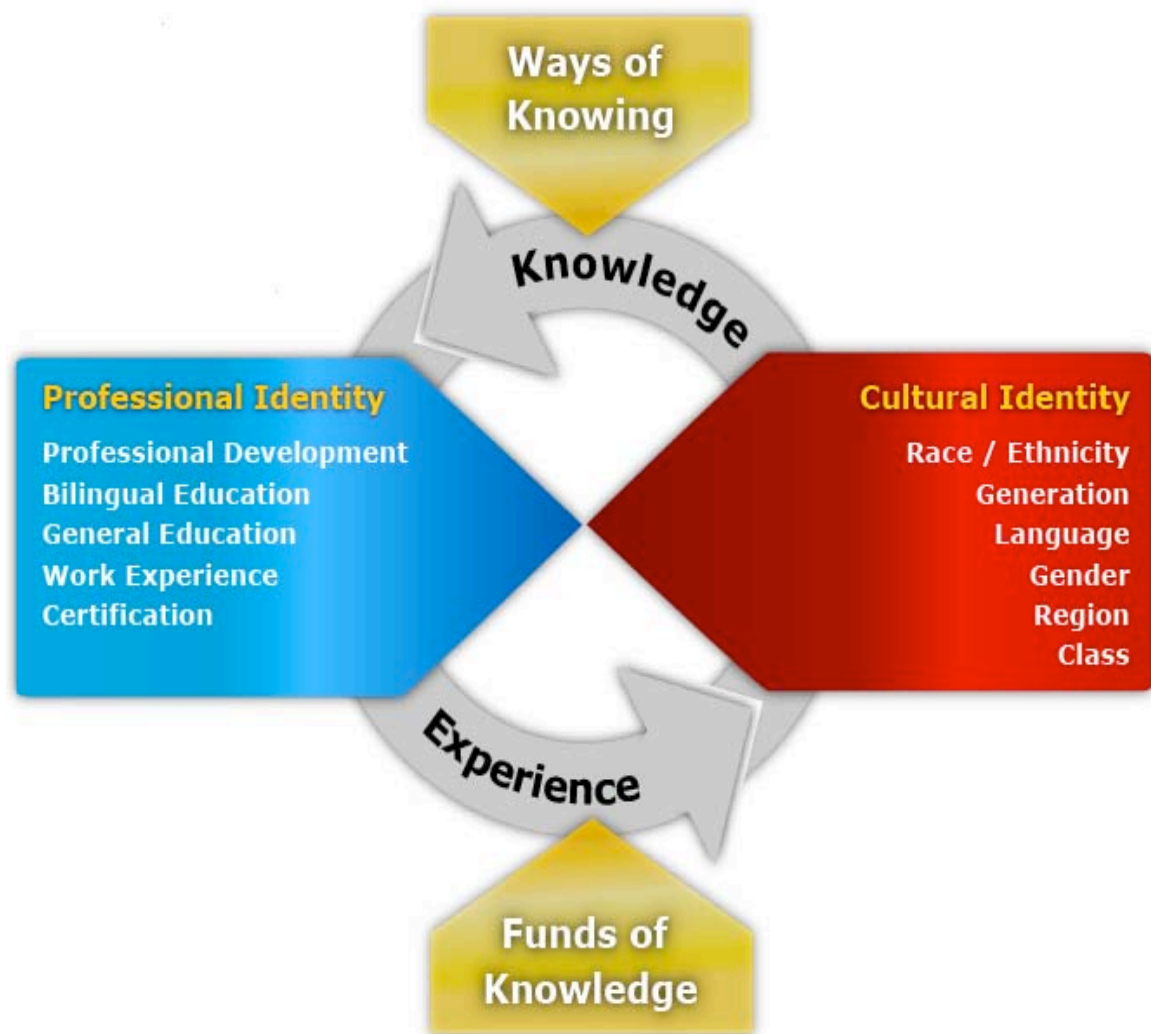 Ways of
Knowing
Knowledge
Professional Identity
Professional Development
Bilingual Education
General Education
Work Experience
Certification
Cultural Identity
Race / Ethnicity
Generation
Language
Gender
Region
Class
Experience
Funds of
Knowledge